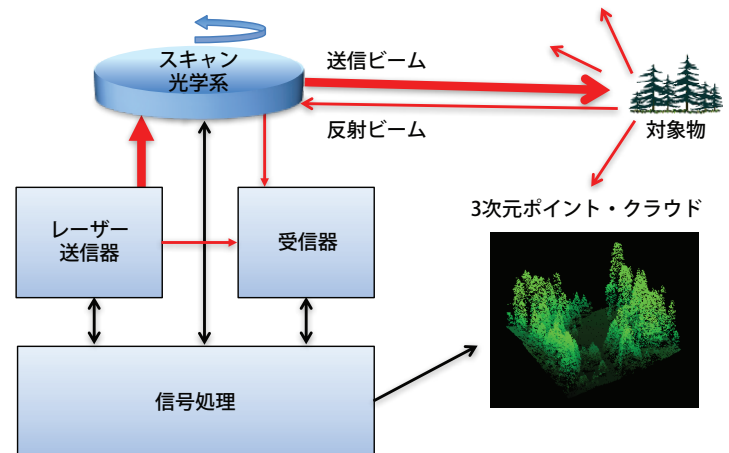 スキャン
光学系
送信ビーム
反射ビーム
対象物
レーザー
送信器
受信器
3次元ポイント・クラウド
信号処理